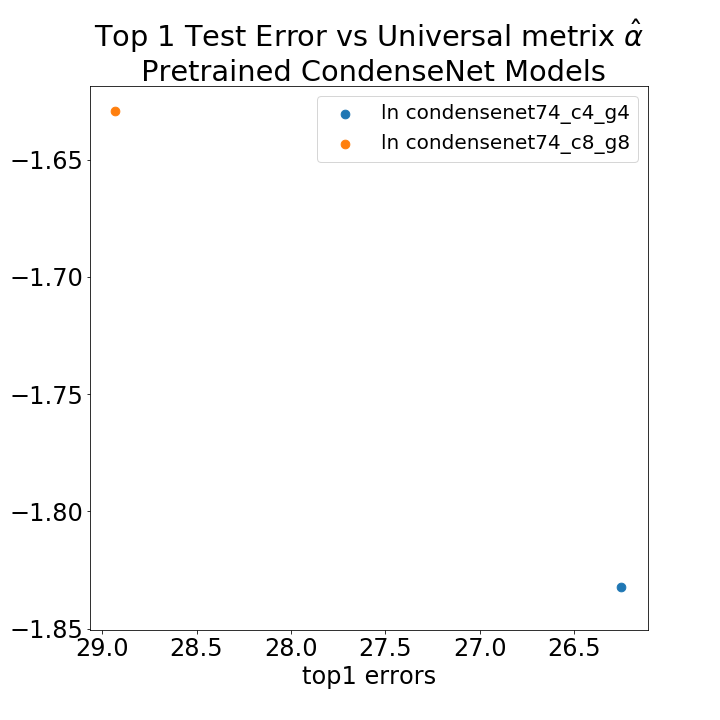 Top 1 Test Error vs Universal metrix α̂
Pretrained CondenseNet Models
ln condensenet74_c4_g4
ln condensenet74_c8_g8
−1.65
−1.70
−1.75
−1.80
−1.85
29.0 28.5 28.0 27.5 27.0 26.5
top1 errors